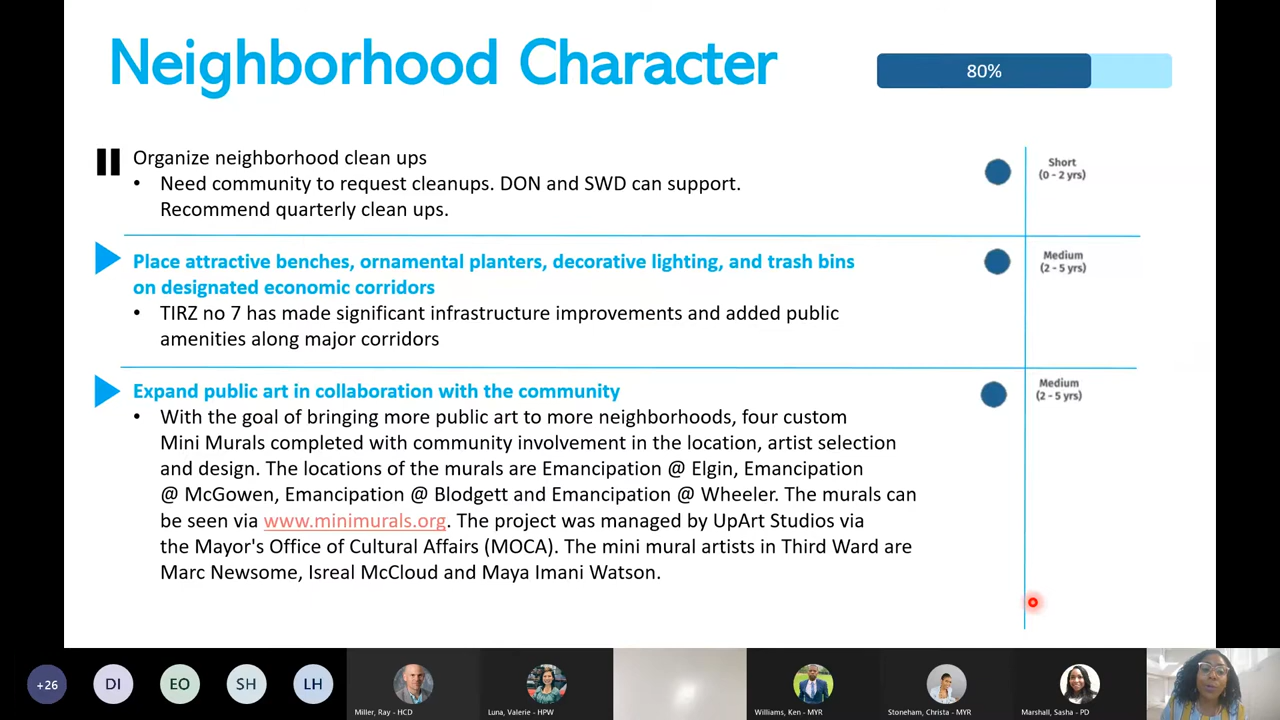 Neighborhood Character
80%
Organize neighborhood clean ups
• Need community to request cleanups. DON and SWD can support.
Recommend quarterly clean ups.
Short
(0 - 2 yrs)
Place attractive benches, ornamental planters, decorative lighting, and trash bins
on designated economic corridors
• TIRZ no 7 has made significant infrastructure improvements and added public
amenities along major corridors
Medium
(2 - 5 yrs)
Expand public art in collaboration with the community
• With the goal of bringing more public art to more neighborhoods, four custom
Mini Murals completed with community involvement in the location, artist selection
and design. The locations of the murals are Emancipation @ Elgin, Emancipation
@ McGowen, Emancipation @ Blodgett and Emancipation @ Wheeler. The murals can
be seen via www.minimurals.org. The project was managed by UpArt Studios via
the Mayor's Office of Cultural Affairs (MOCA). The mini mural artists in Third Ward are
Marc Newsome, Isreal McCloud and Maya Imani Watson.
Medium
(2 - 5 yrs)
+26
DI
EO
SH
LH
Miller, Ray - HCD
Luna, Valerie - HPW
Williams, Ken - MYR
Stoneham, Christa - MYR
Marshall, Sasha - PD